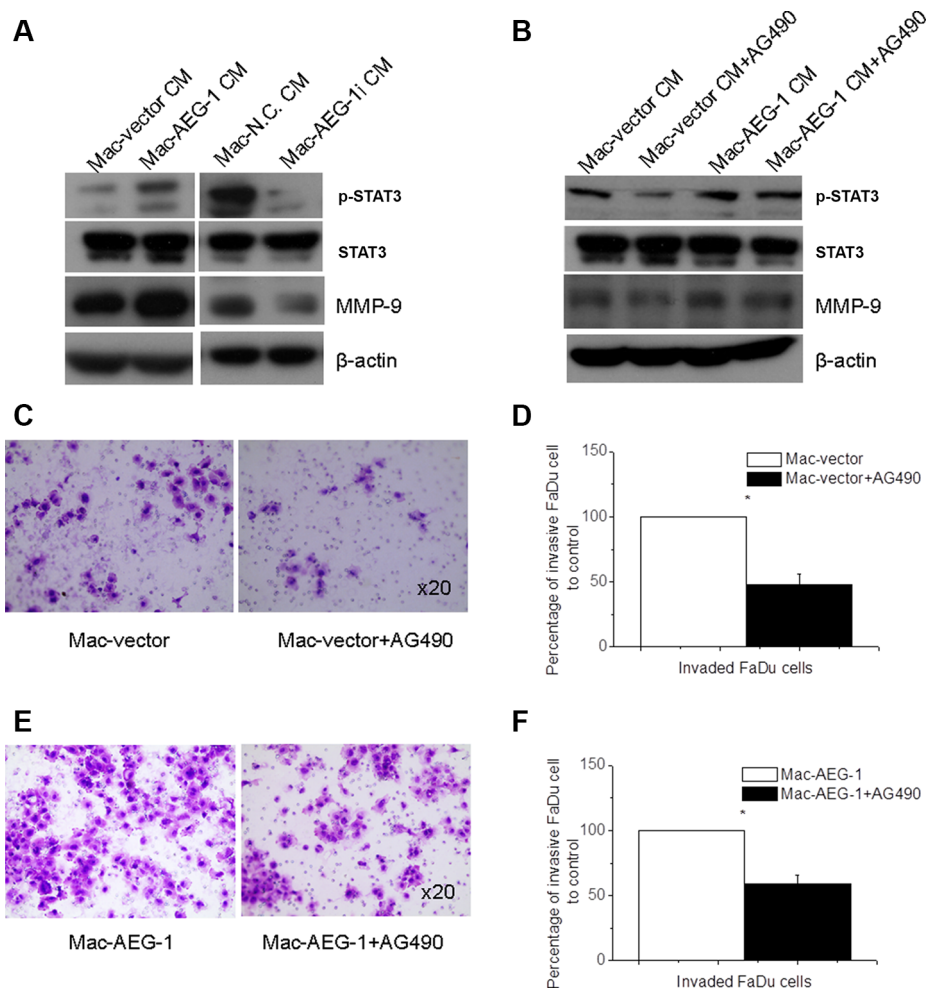 A
Mac-vector CM
Mac-AEG-1 CM
Mac-N.C. CM
Mac-AEG-1i CM
p-STAT3
STAT3
MMP-9
β-actin
B
Mac-vector CM
Mac-vector CM+AG490
Mac-AEG-1 CM
Mac-AEG-1 CM+AG490
p-STAT3
STAT3
MMP-9
β-actin
C
x20
Mac-vector
Mac-vector+AG490
D
Percentage of invasive FaDu cell
to control
150
100
50
0
Mac-vector
Mac-vector+AG490
*
Invaded FaDu cells
E
x20
Mac-AEG-1
Mac-AEG-1+AG490
F
Percentage of invasive FaDu cell
to control
150
100
50
0
Mac-AEG-1
Mac-AEG-1+AG490
*
Invaded FaDu cells